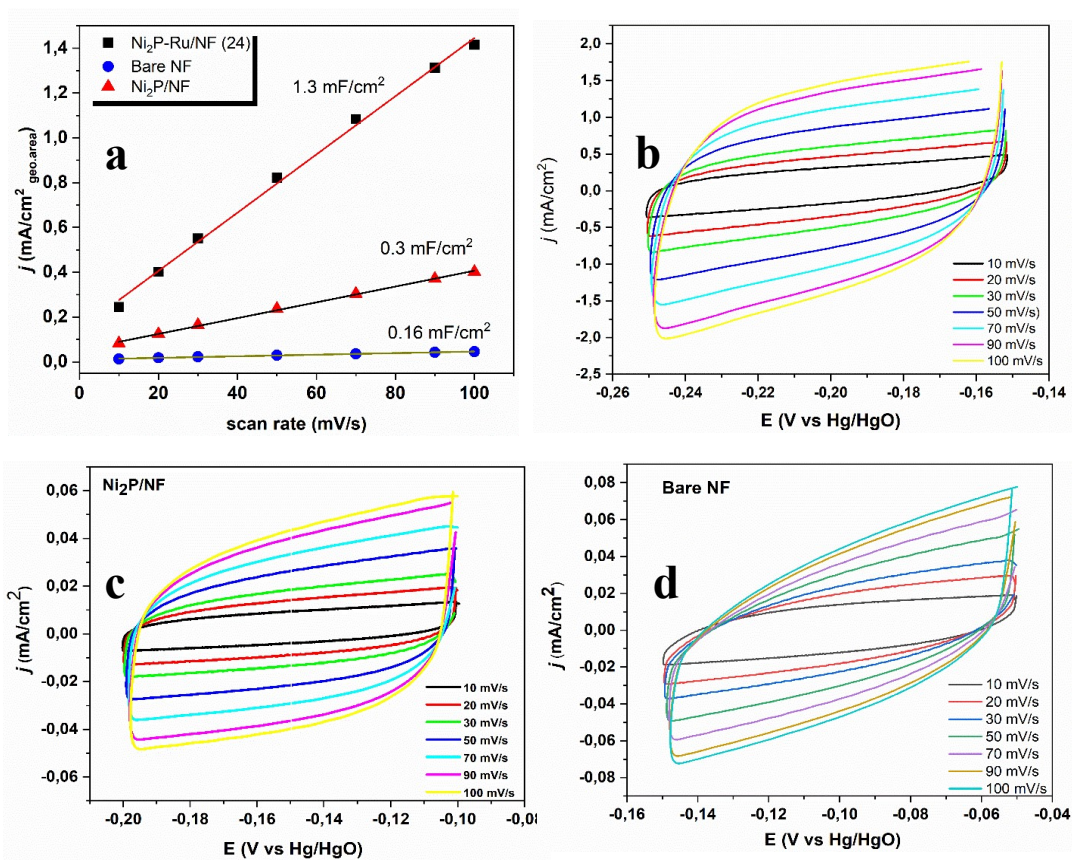 Ni₂P-Ru/NF (24)
Bare NF
Ni₂P/NF
a
1.3 mF/cm²
0.3 mF/cm²
0.16 mF/cm²
1,4
1,2
1,0
0,8
0,6
0,4
0,2
0,0
j (mA/cm² geo.area)
0 10 20 30 40 50 60 70 80 90 100 110
scan rate (mV/s)
b
2,0
1,5
1,0
0,5
0,0
-0,5
-1,0
-1,5
-2,0
-2,5
j (mA/cm²)
10 mV/s
20 mV/s
30 mV/s
50 mV/s)
70 mV/s
90 mV/s
100 mV/s
-0,26 -0,24 -0,22 -0,20 -0,18 -0,16 -0,14
E (V vs Hg/HgO)
Ni₂P/NF
c
0,06
0,04
0,02
0,00
-0,02
-0,04
-0,06
j (mA/cm²)
10 mV/s
20 mV/s
30 mV/s
50 mV/s
70 mV/s
90 mV/s
100 mV/s
-0,20 -0,18 -0,16 -0,14 -0,12 -0,10
E (V vs Hg/HgO)
Bare NF
d
0,08
0,06
0,04
0,02
0,00
-0,02
-0,04
-0,06
-0,08
j (mA/cm²)
10 mV/s
20 mV/s
30 mV/s
50 mV/s
70 mV/s
90 mV/s
100 mV/s
-0,16 -0,14 -0,12 -0,10 -0,08 -0,06 -0,04
E (V vs Hg/HgO)